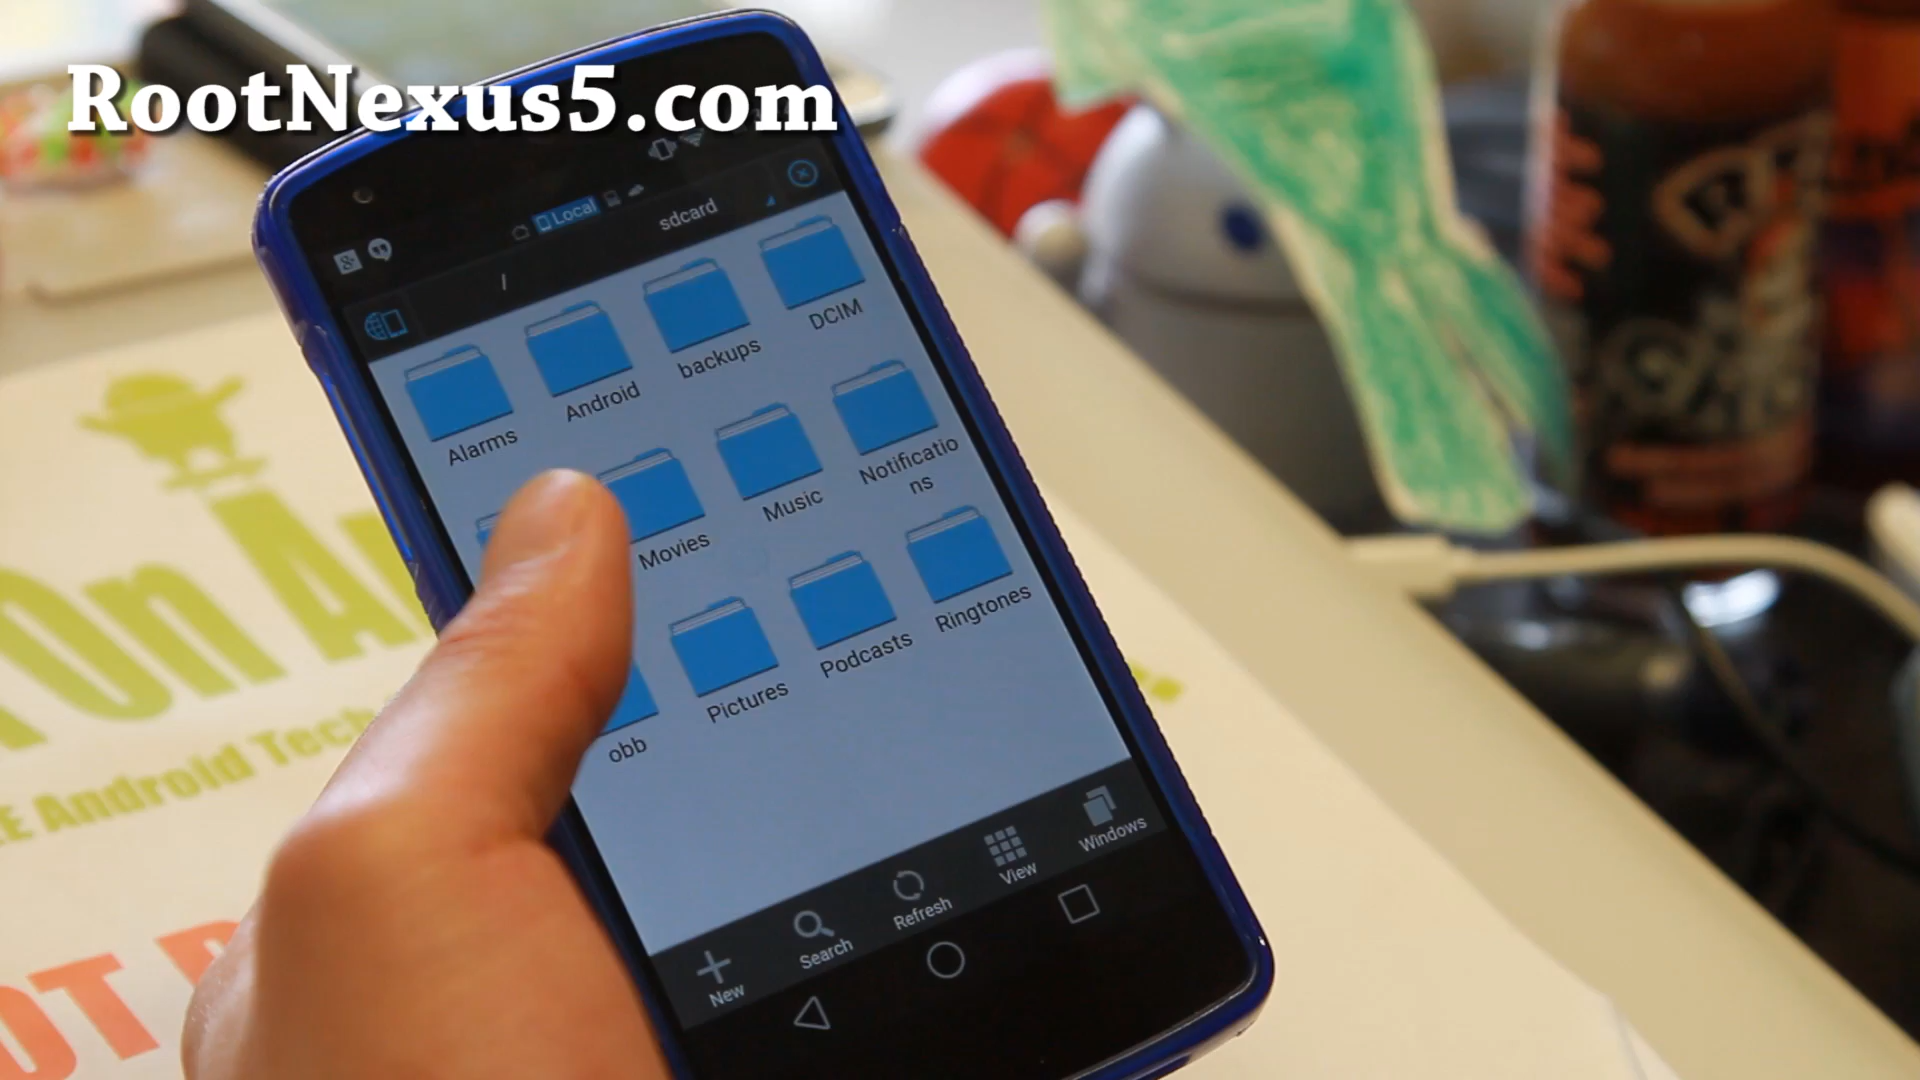 RootNexus5.com
Local
/
sdcard
Alarms
Android
backups
DCIM
Movies
Music
Notificatio
ns
obb
Pictures
Podcasts
Ringtones
New
Search
Refresh
View
Windows
On
Android Tech